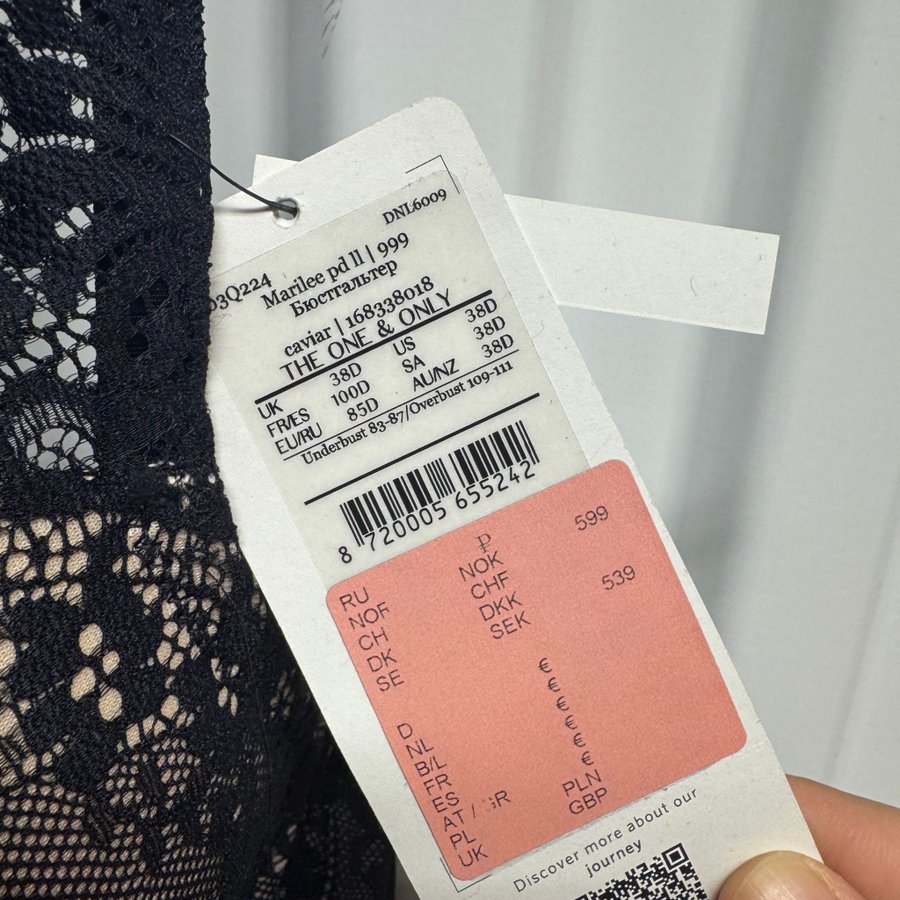 DNL6009
Marilee pd ll | 999
Бюстгальтер
caviar | 168338018
THE ONE & ONLY
UK 38D US 38D
FR/ES 100D SA 38D
EU/RU 85D AU/NZ 38D
Underbust 83-87/Overbust 109-111
8 720005 655242
RU ₽
NOR NOK 599
CH CHF
DK DKK
SE SEK 539
D €
NL €
B/L €
FR €
ES €
AT / GR €
PL PLN
UK GBP
Discover more about our
journey